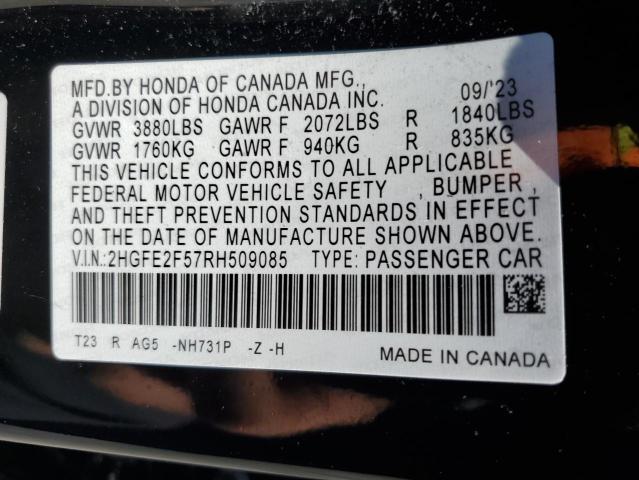 MFD.BY HONDA OF CANADA MFG.,
A DIVISION OF HONDA CANADA INC. 09/'23
GVWR 3880LBS GAWR F 2072LBS R 1840LBS
GVWR 1760KG GAWR F 940KG R 835KG
THIS VEHICLE CONFORMS TO ALL APPLICABLE
FEDERAL MOTOR VEHICLE SAFETY , BUMPER ,
AND THEFT PREVENTION STANDARDS IN EFFECT
ON THE DATE OF MANUFACTURE SHOWN ABOVE.
V.I.N.:2HGFE2F57RH509085 TYPE: PASSENGER CAR
T23 R AG5 -NH731P -Z -H
MADE IN CANADA